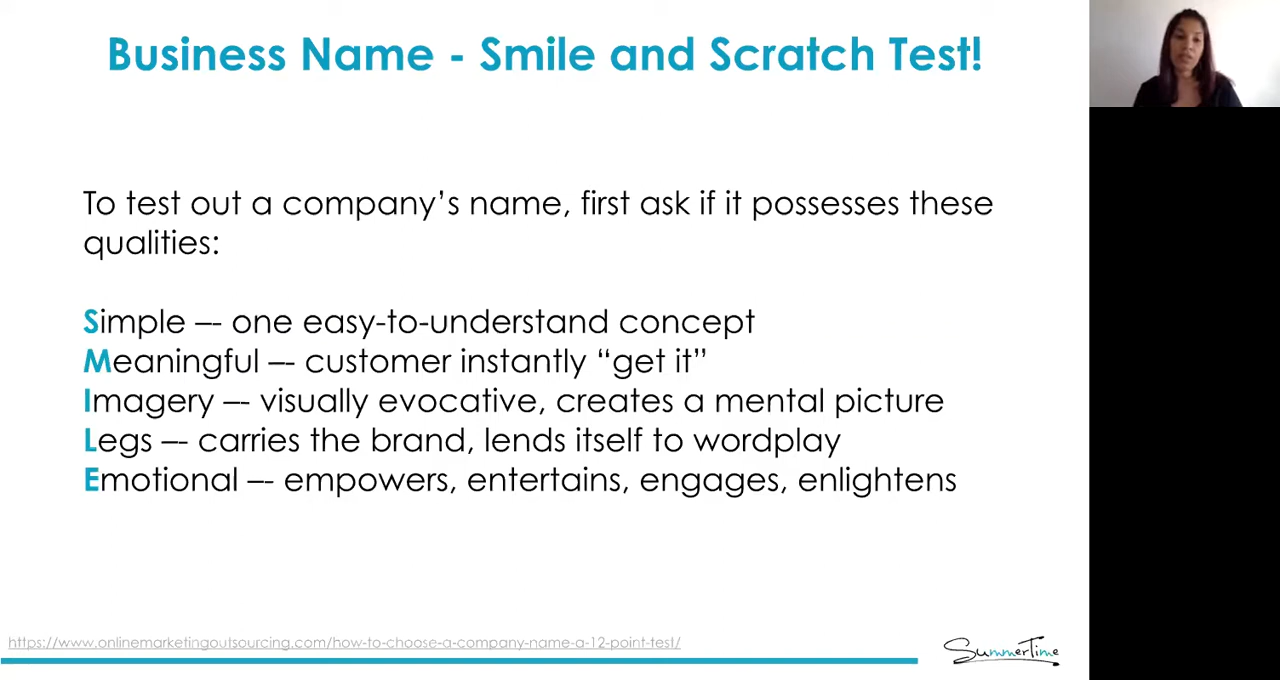 Business Name - Smile and Scratch Test!
To test out a company’s name, first ask if it possesses these
qualities:
Simple –- one easy-to-understand concept
Meaningful –- customer instantly “get it”
Imagery –- visually evocative, creates a mental picture
Legs –- carries the brand, lends itself to wordplay
Emotional –- empowers, entertains, engages, enlightens
https://www.onlinemarketingoutsourcing.com/how-to-choose-a-company-name-a-12-point-test/
SummerTime